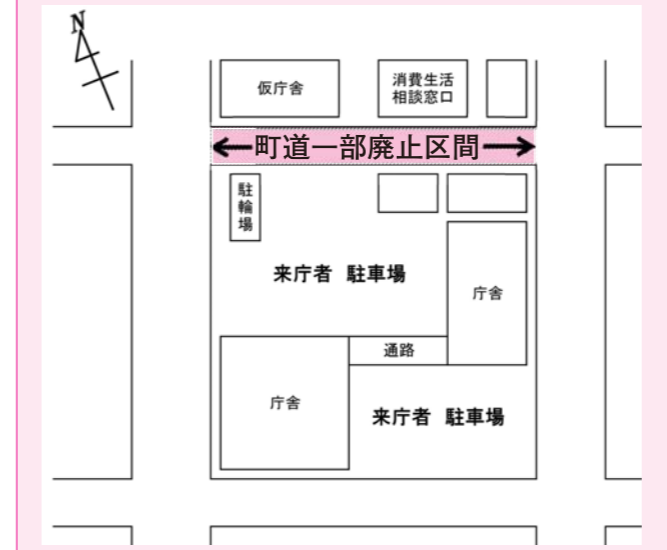 N
仮庁舎
消費生活
相談窓口
町道一部廃止区間
駐輪場
来庁者 駐車場
庁舎
通路
庁舎
来庁者 駐車場